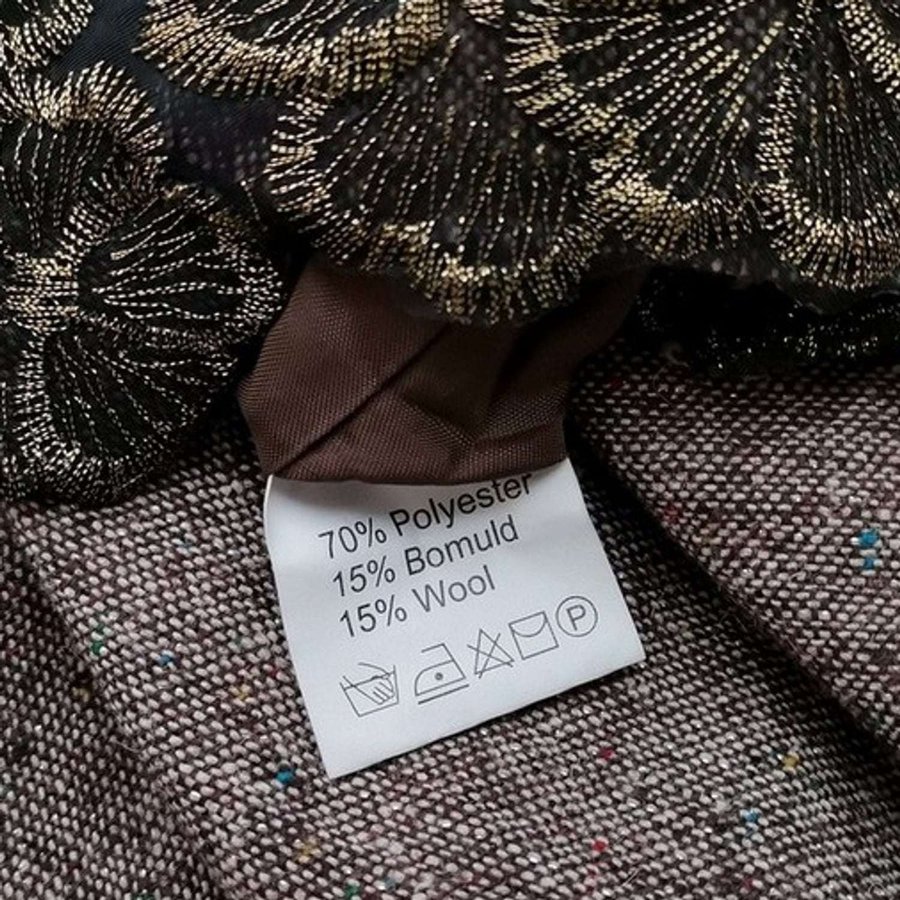 70% Polyester
15% Bomuld
15% Wool
P